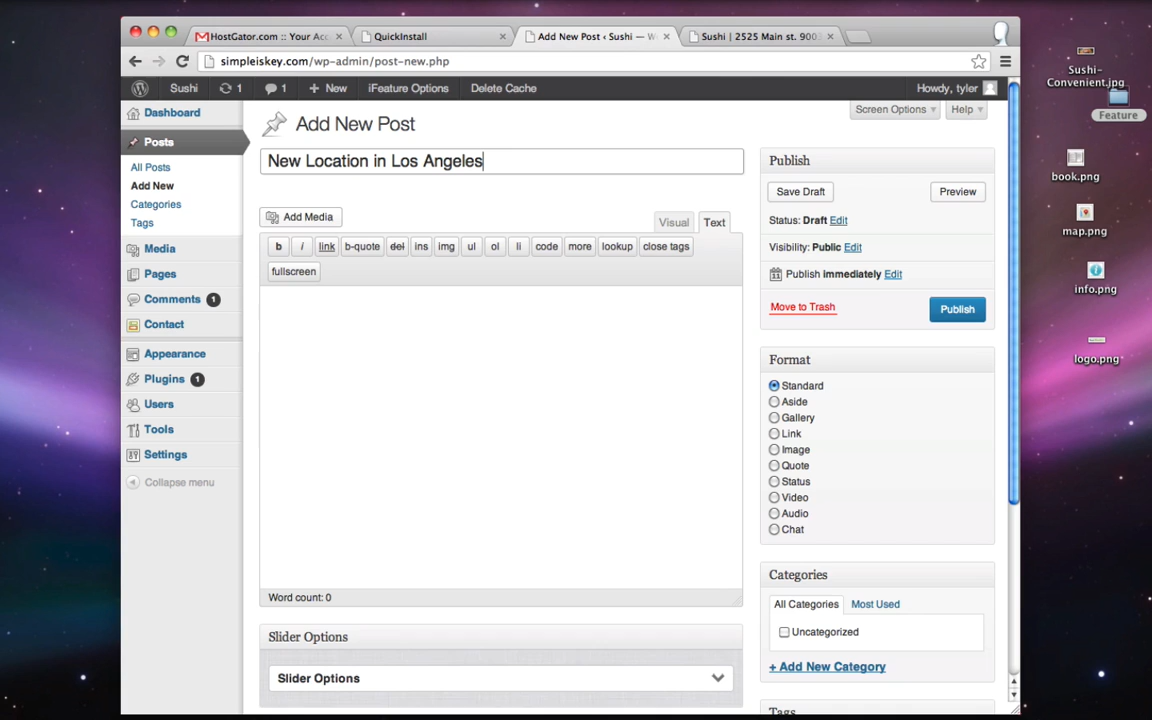 HostGator.com :: Your Acc
QuickInstall
Add New Post ‹ Sushi — W
Sushi | 2525 Main st. 900
simpleiskey.com/wp-admin/post-new.php
Sushi
1
1
+ New
iFeature Options
Delete Cache
Howdy, tyler
Dashboard
Posts
All Posts
Add New
Categories
Tags
Media
Pages
Comments 1
Contact
Appearance
Plugins 1
Users
Tools
Settings
Collapse menu
Screen Options
Help
Add New Post
New Location in Los Angeles
Add Media
Visual
Text
b
i
link
b-quote
del
ins
img
ul
ol
li
code
more
lookup
close tags
fullscreen
Word count: 0
Slider Options
Slider Options
Publish
Save Draft
Preview
Status: Draft Edit
Visibility: Public Edit
11
Publish immediately Edit
Move to Trash
Publish
Format
Standard
Aside
Gallery
Link
Image
Quote
Status
Video
Audio
Chat
Categories
All Categories
Most Used
Uncategorized
+ Add New Category
Tags
Sushi-
Convenient.jpg
Feature
book.png
map.png
info.png
logo.png